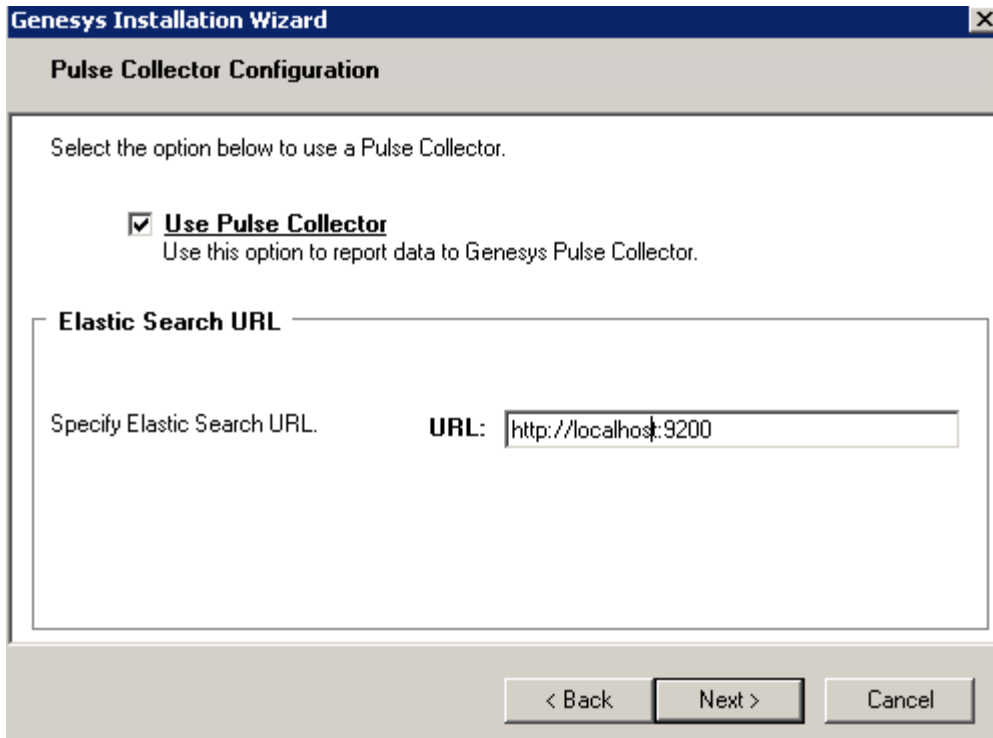 Genesys Installation Wizard
Pulse Collector Configuration
Select the option below to use a Pulse Collector.
Use Pulse Collector
Use this option to report data to Genesys Pulse Collector.
Elastic Search URL
Specify Elastic Search URL. URL: http://localhost:9200
< Back Next > Cancel